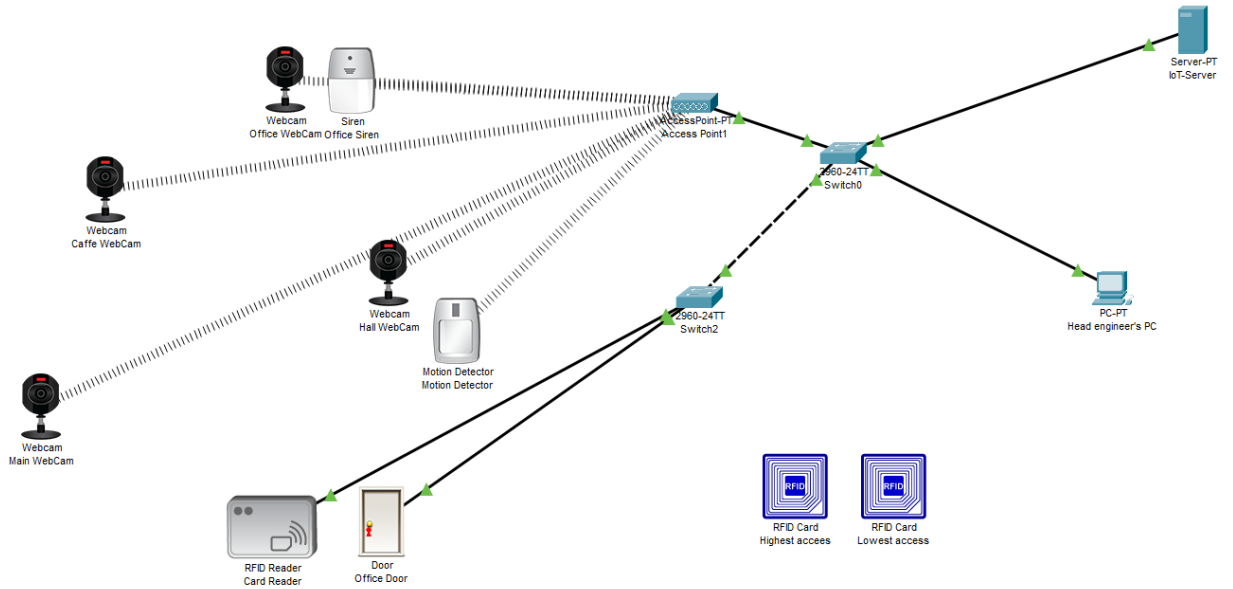 Server-PT
IoT-Server
Webcam
Office WebCam
Siren
Office Siren
AccessPoint-PT
Access Point1
2960-24TT
Switch0
Webcam
Caffe WebCam
Webcam
Hall WebCam
2960-24TT
Switch2
PC-PT
Head engineer's PC
Motion Detector
Motion Detector
Webcam
Main WebCam
RFID
RFID
RFID Card
Highest accees
RFID Card
Lowest access
RFID Reader
Card Reader
Door
Office Door